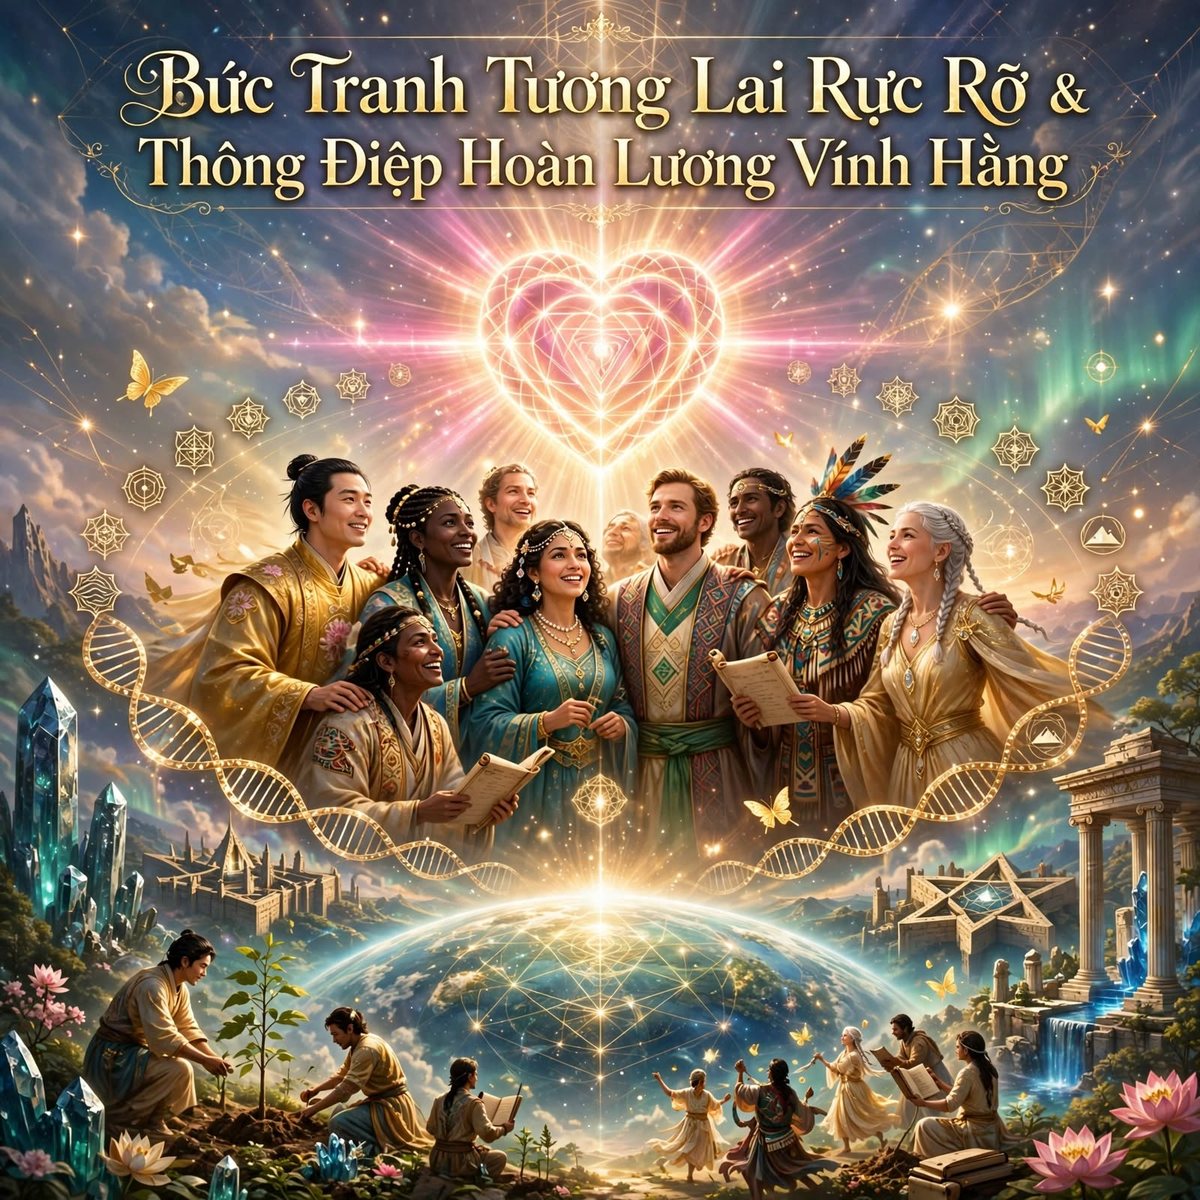 Bức Tranh Tương Lai Rực Rỡ &
Thông Điệp Hoàn Lương Vính Hằng